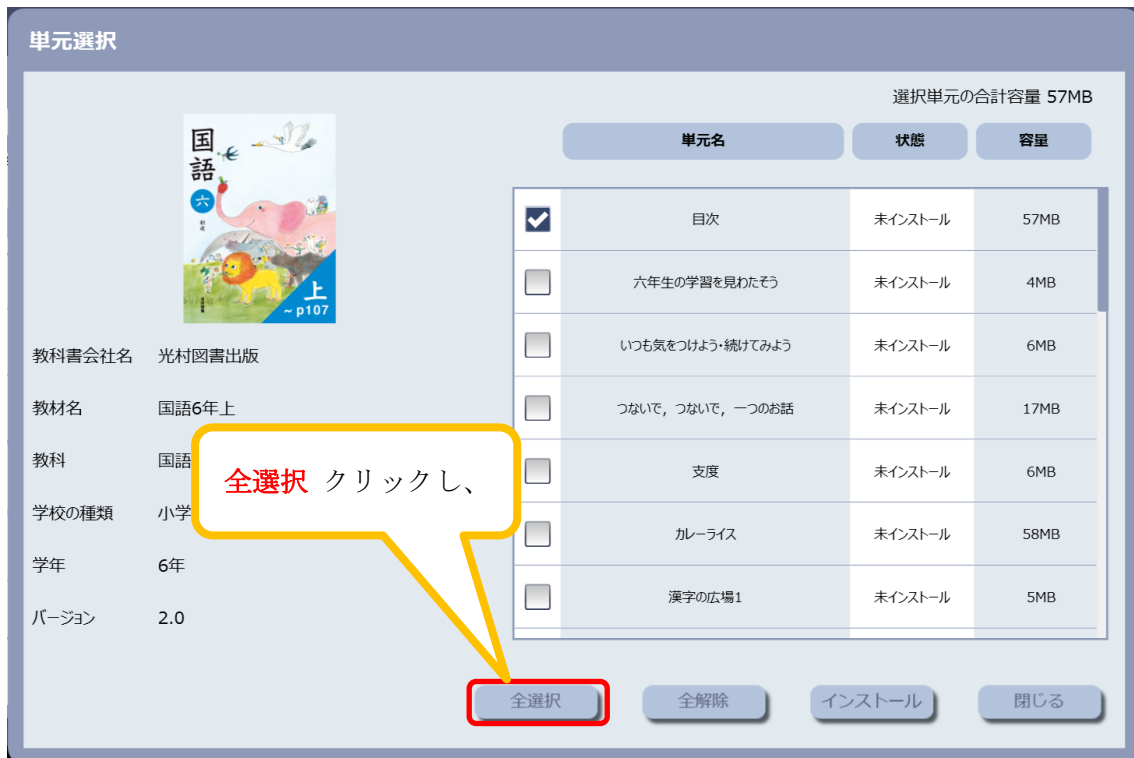 単元選択
選択単元の合計容量 57MB
単元名 状態 容量
国語
六
創造
上
~p107
目次 未インストール 57MB
六年生の学習を見わたそう 未インストール 4MB
いつも気をつけよう・続けてみよう 未インストール 6MB
つないで，つないで，一つのお話 未インストール 17MB
支度 未インストール 6MB
カレーライス 未インストール 58MB
漢字の広場1 未インストール 5MB
教科書会社名 光村図書出版
教材名 国語6年上
教科 国語
学校の種類 小学
学年 6年
バージョン 2.0
全選択 クリックし、
全選択 全解除 インストール 閉じる